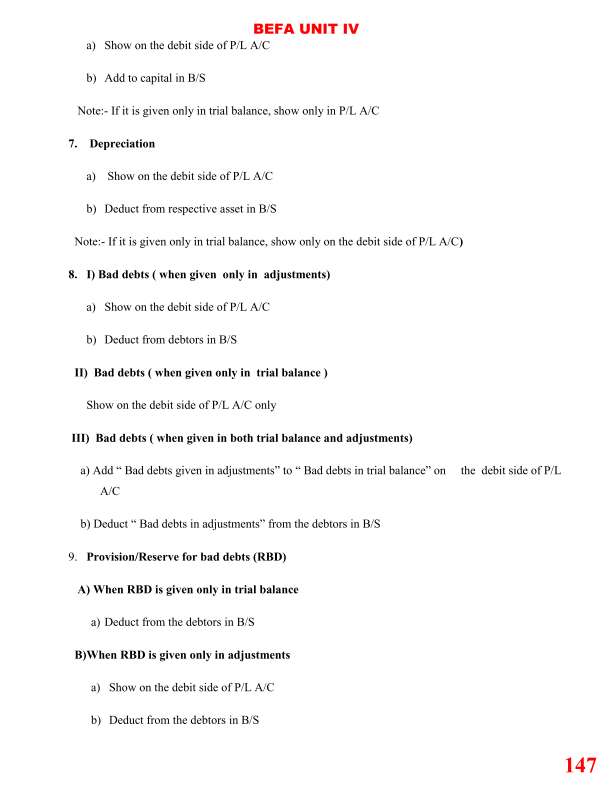 BEFA UNIT IV
a) Show on the debit side of P/L A/C
b) Add to capital in B/S
Note:- If it is given only in trial balance, show only in P/L A/C
7. Depreciation
a) Show on the debit side of P/L A/C
b) Deduct from respective asset in B/S
Note:- If it is given only in trial balance, show only on the debit side of P/L A/C)
8. I) Bad debts ( when given only in adjustments)
a) Show on the debit side of P/L A/C
b) Deduct from debtors in B/S
II) Bad debts ( when given only in trial balance )
Show on the debit side of P/L A/C only
III) Bad debts ( when given in both trial balance and adjustments)
a) Add “ Bad debts given in adjustments” to “ Bad debts in trial balance” on the debit side of P/L
A/C
b) Deduct “ Bad debts in adjustments” from the debtors in B/S
9. Provision/Reserve for bad debts (RBD)
A) When RBD is given only in trial balance
a) Deduct from the debtors in B/S
B)When RBD is given only in adjustments
a) Show on the debit side of P/L A/C
b) Deduct from the debtors in B/S
147